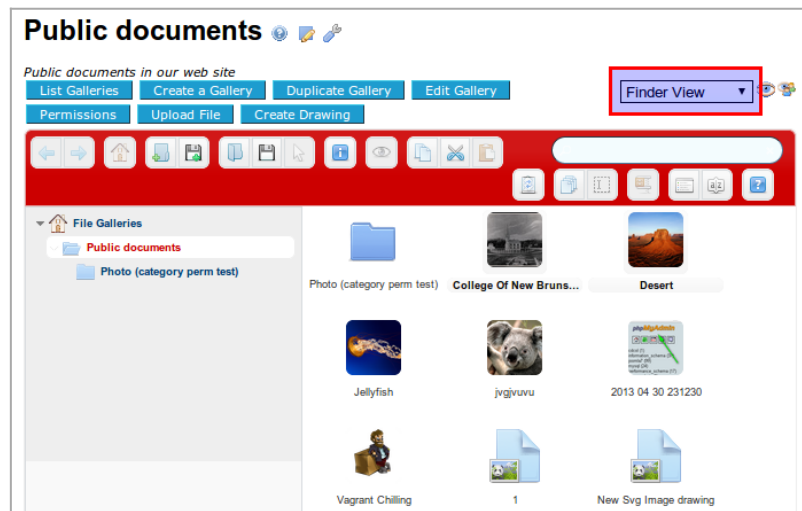 Public documents
Public documents in our web site
List Galleries Create a Gallery Duplicate Gallery Edit Gallery
Finder View
Permissions Upload File Create Drawing
File Galleries
Public documents
Photo (category perm test)
Photo (category perm test) College Of New Bruns... Desert
phpMyAdmin
Jellyfish jvgjvuvu 2013 04 30 231230
Vagrant Chilling 1 New Svg Image drawing